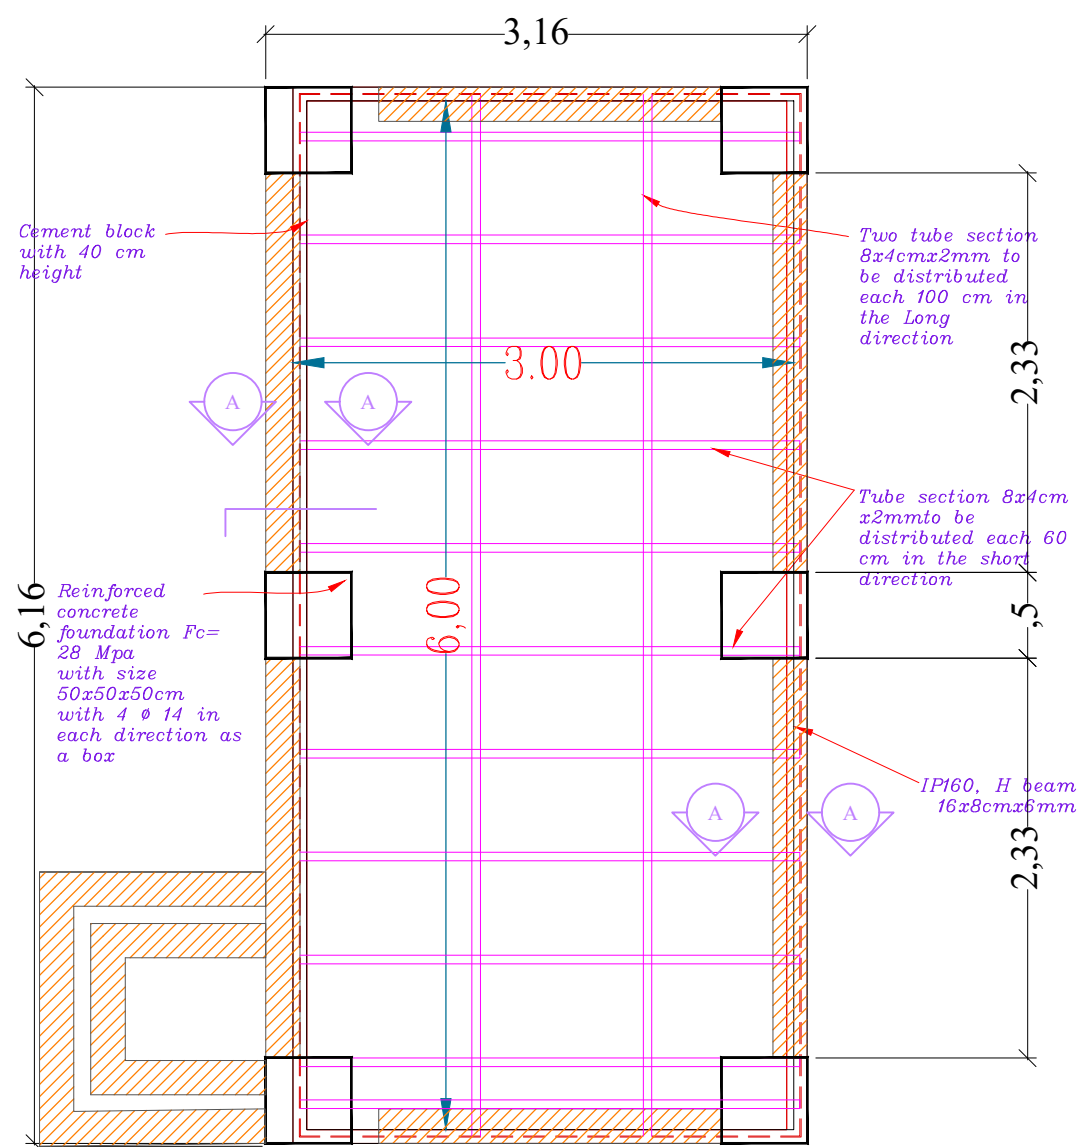 3,16
Cement block
with 40 cm
height
Two tube section
8x4cmx2mm to
be distributed
each 100 cm in
the Long
direction
2,33
3.00
A
A
Tube section 8x4cm
x2mmto be
distributed each 60
cm in the short
direction
6,16
6,00
,5
Reinforced
concrete
foundation Fc=
28 Mpa
with size
50x50x50cm
with 4 ø 14 in
each direction as
a box
IP160, H beam
16x8cmx6mm
A
A
2,33